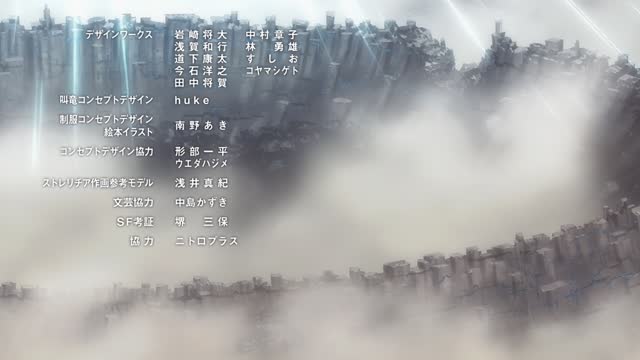 デザインワークス 岩崎将大 中村章子
浅賀和行 林 勇雄
道下康太 すしお
今石洋之 コヤマシゲト
田中将賀
叫竜コンセプトデザイン huke
制服コンセプトデザイン
絵本イラスト 南野あき
コンセプトデザイン協力 形部一平
ウエダハジメ
ストレリチア作画参考モデル 浅井真紀
文芸協力 中島かずき
SF考証 堺 三保
協力 ニトロプラス